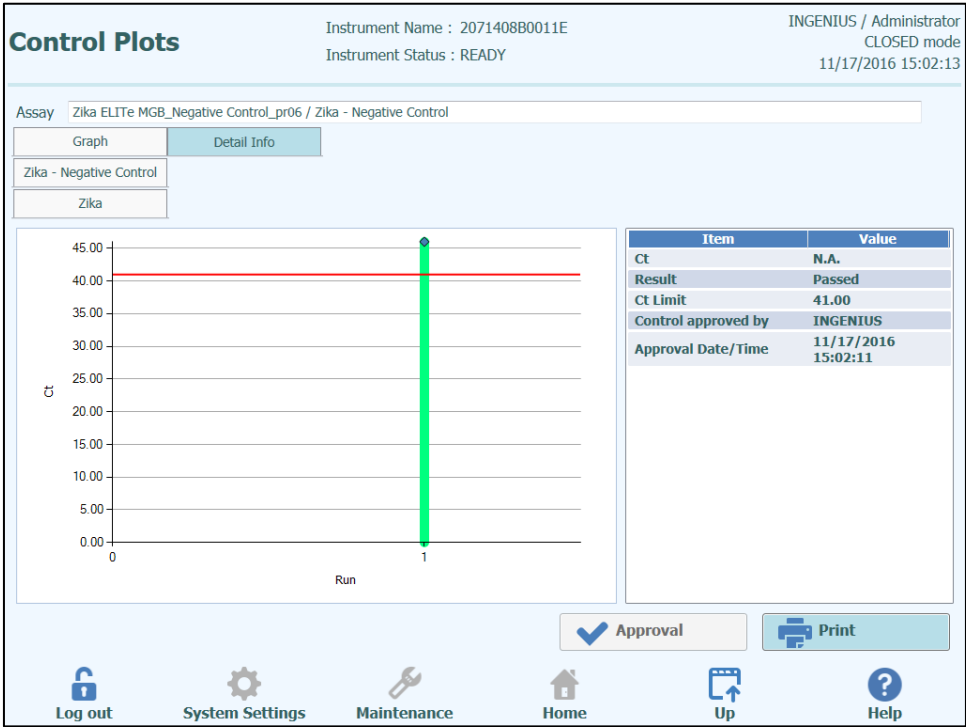 Control Plots
Instrument Name : 2071408B0011E
Instrument Status : READY
INGENIUS / Administrator
CLOSED mode
11/17/2016 15:02:13
Assay Zika ELITe MGB_Negative Control_pr06 / Zika - Negative Control
Graph Detail Info
Zika - Negative Control
Zika
45.00
40.00
35.00
30.00
25.00
20.00
15.00
10.00
5.00
0.00
Ct
0 1
Run
Item Value
Ct N.A.
Result Passed
Ct Limit 41.00
Control approved by INGENIUS
Approval Date/Time 11/17/2016
15:02:11
Approval Print
Log out System Settings Maintenance Home Up Help